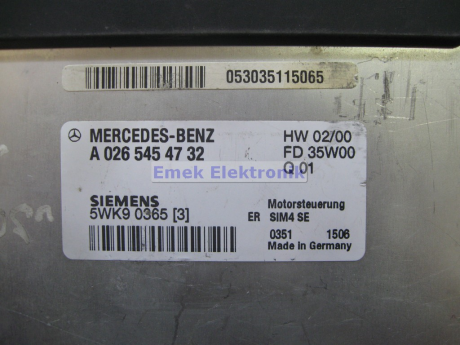 053035115065
MERCEDES-BENZ HW 02/00
A 026 545 47 32 FD 35W00
Q 01
Emek Elektronik
SIEMENS Motorsteuerung
5WK9 0365 [3] ER SIM4 SE
0351 1506
Made in Germany